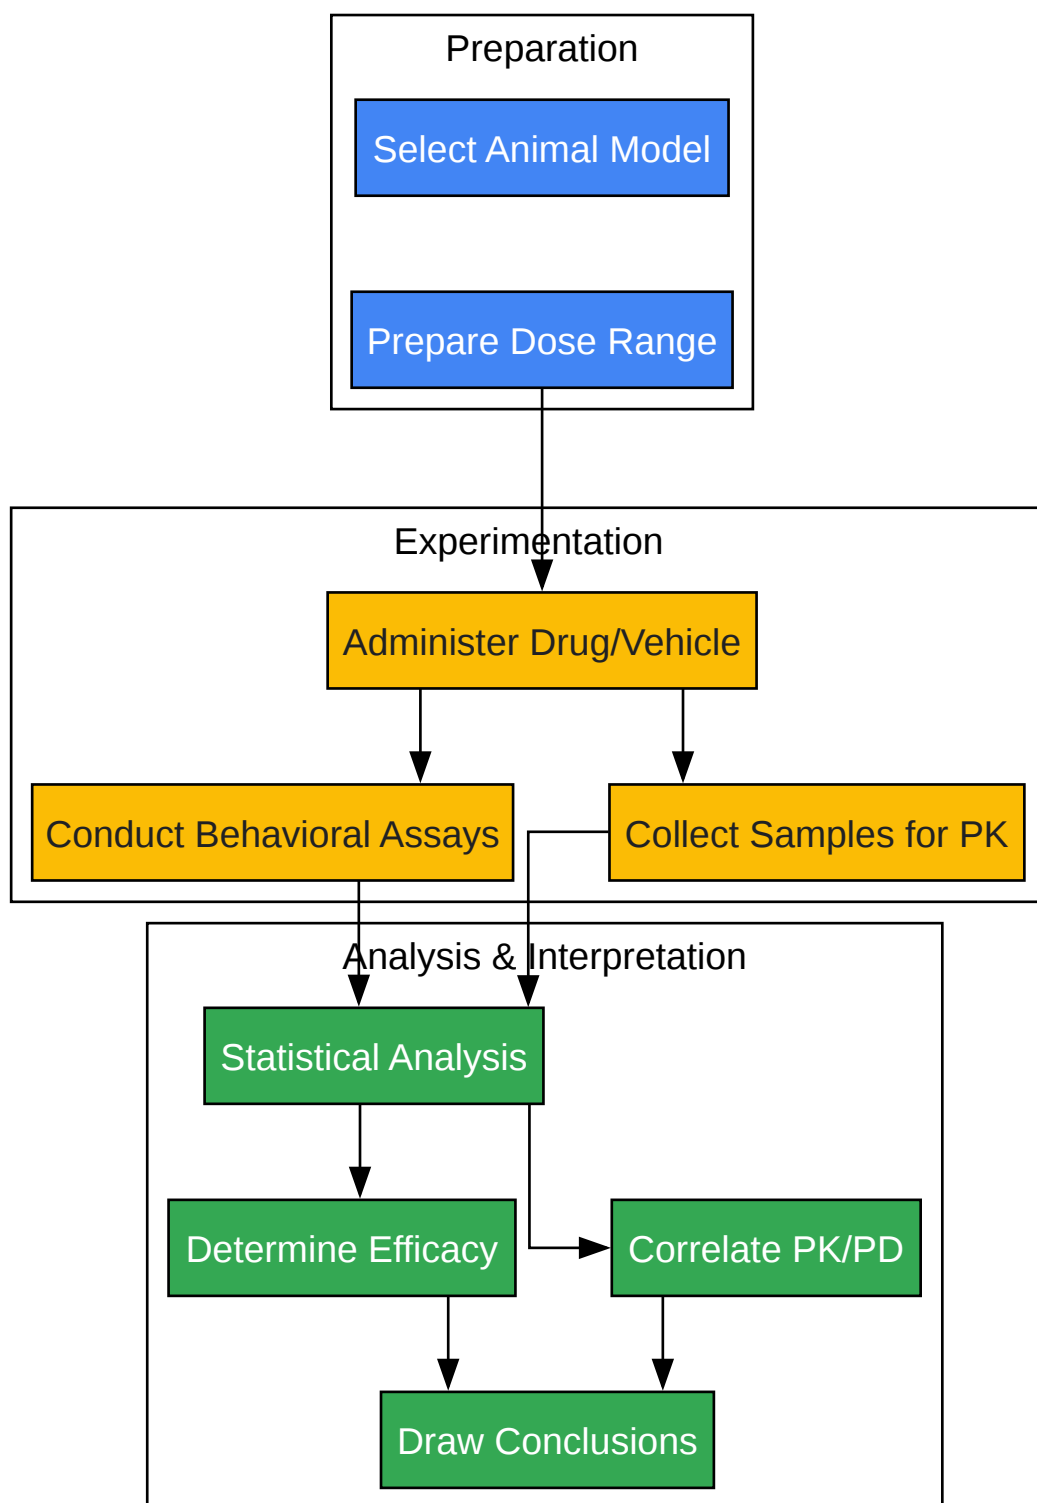 Preparation
Select Animal Model
Prepare Dose Range
Experimentation
Administer Drug/Vehicle
Conduct Behavioral Assays
Collect Samples for PK
Analysis & Interpretation
Statistical Analysis
Determine Efficacy
Correlate PK/PD
Draw Conclusions